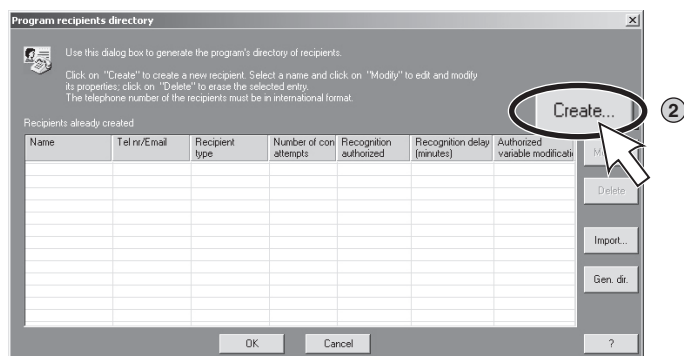 Program recipients directory
Use this dialog box to generate the program's directory of recipients.
Click on "Create" to create a new recipient. Select a name and click on "Modify" to edit and modify
its properties; click on "Delete" to erase the selected entry.
The telephone number of the recipients must be in international format.
Create...
2
Recipients already created
Name Tel nr/Email Recipient type Number of con attempts Recognition authorized Recognition delay (minutes) Authorized variable modificati
Delete
Import...
Gen. dir.
OK Cancel ?